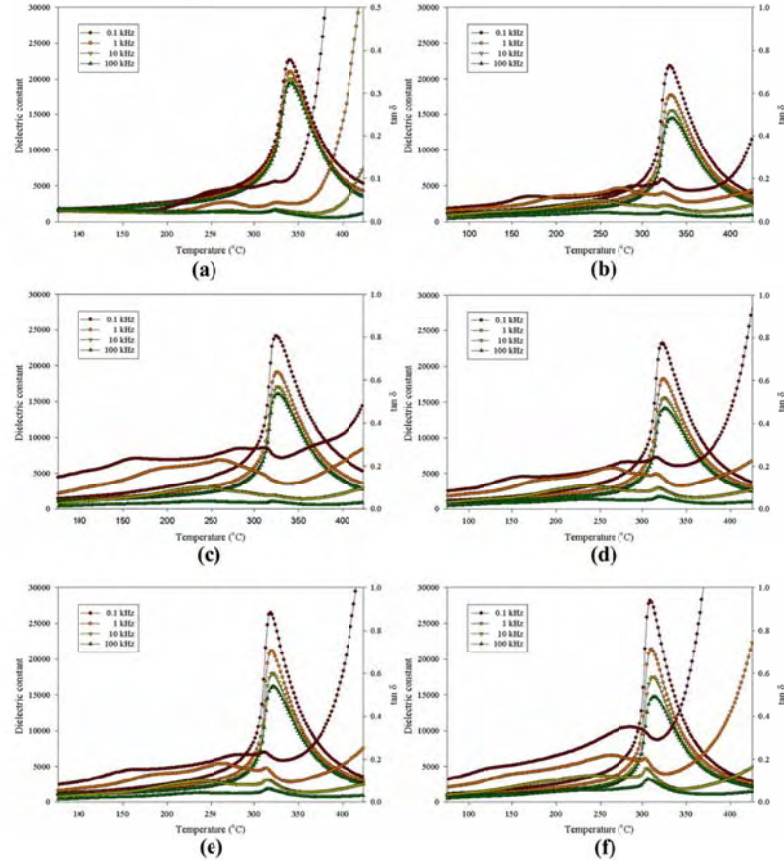 30000
25000
20000
15000
10000
5000
0
Dielectric constant
0.1 kHz
1 kHz
10 kHz
100 kHz
0.5
0.4
0.3
0.2
0.1
0.0
tan δ
100 150 200 250 300 350 400
Temperature (°C)
(a)
30000
25000
20000
15000
10000
5000
0
Dielectric constant
0.1 kHz
1 kHz
10 kHz
100 kHz
1.0
0.8
0.6
0.4
0.2
0.0
tan δ
100 150 200 250 300 350 400
Temperature (°C)
(b)
30000
25000
20000
15000
10000
5000
0
Dielectric constant
0.1 kHz
1 kHz
10 kHz
100 kHz
1.0
0.8
0.6
0.4
0.2
0.0
tan δ
100 150 200 250 300 350 400
Temperature (°C)
(c)
30000
25000
20000
15000
10000
5000
0
Dielectric constant
0.1 kHz
1 kHz
10 kHz
100 kHz
1.0
0.8
0.6
0.4
0.2
0.0
tan δ
100 150 200 250 300 350 400
Temperature (°C)
(d)
30000
25000
20000
15000
10000
5000
0
Dielectric constant
0.1 kHz
1 kHz
10 kHz
100 kHz
1.0
0.8
0.6
0.4
0.2
0.0
tan δ
100 150 200 250 300 350 400
Temperature (°C)
(e)
30000
25000
20000
15000
10000
5000
0
Dielectric constant
0.1 kHz
1 kHz
10 kHz
100 kHz
1.0
0.8
0.6
0.4
0.2
0.0
tan δ
100 150 200 250 300 350 400
Temperature (°C)
(f)